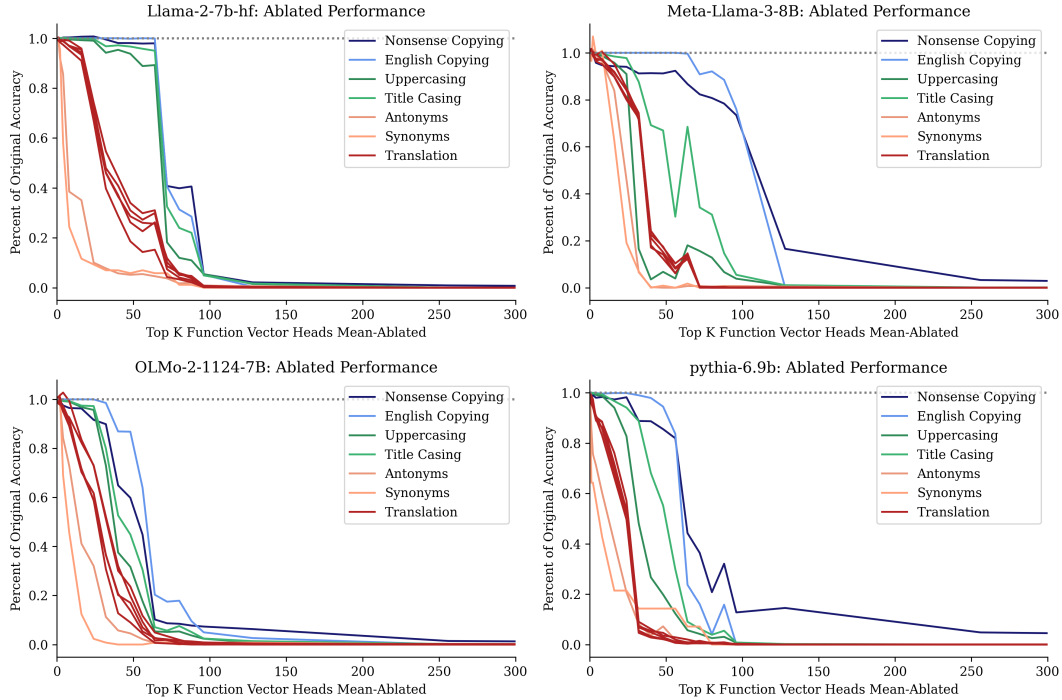 Llama-2-7b-hf: Ablated Performance
Percent of Original Accuracy
1.0
0.8
0.6
0.4
0.2
0.0
Nonsense Copying
English Copying
Uppercasing
Title Casing
Antonyms
Synonyms
Translation
0 50 100 150 200 250 300
Top K Function Vector Heads Mean-Ablated
Meta-Llama-3-8B: Ablated Performance
Percent of Original Accuracy
1.0
0.8
0.6
0.4
0.2
0.0
Nonsense Copying
English Copying
Uppercasing
Title Casing
Antonyms
Synonyms
Translation
0 50 100 150 200 250 300
Top K Function Vector Heads Mean-Ablated
OLMo-2-1124-7B: Ablated Performance
Percent of Original Accuracy
1.0
0.8
0.6
0.4
0.2
0.0
Nonsense Copying
English Copying
Uppercasing
Title Casing
Antonyms
Synonyms
Translation
0 50 100 150 200 250 300
Top K Function Vector Heads Mean-Ablated
pythia-6.9b: Ablated Performance
Percent of Original Accuracy
1.0
0.8
0.6
0.4
0.2
0.0
Nonsense Copying
English Copying
Uppercasing
Title Casing
Antonyms
Synonyms
Translation
0 50 100 150 200 250 300
Top K Function Vector Heads Mean-Ablated